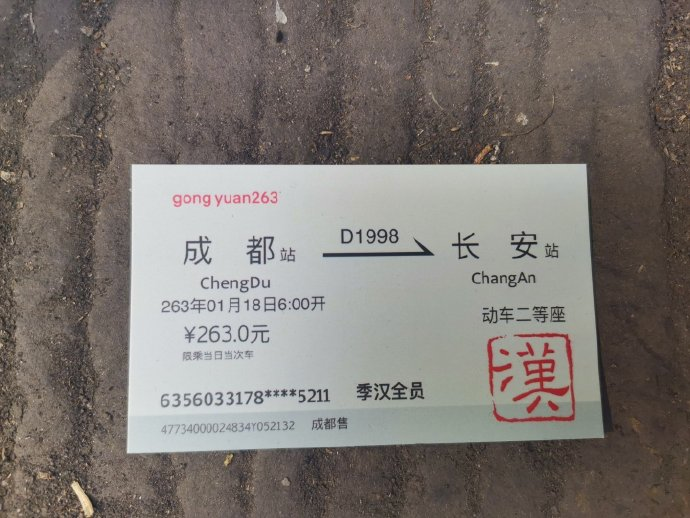 gong yuan263
成都站 D1998 长安站
ChengDu ChangAn
263年01月18日6:00开
动车二等座
¥263.0元
限乘当日当次车
漢
6356033178****5211 季汉全员
47734000024834Y052132 成都售